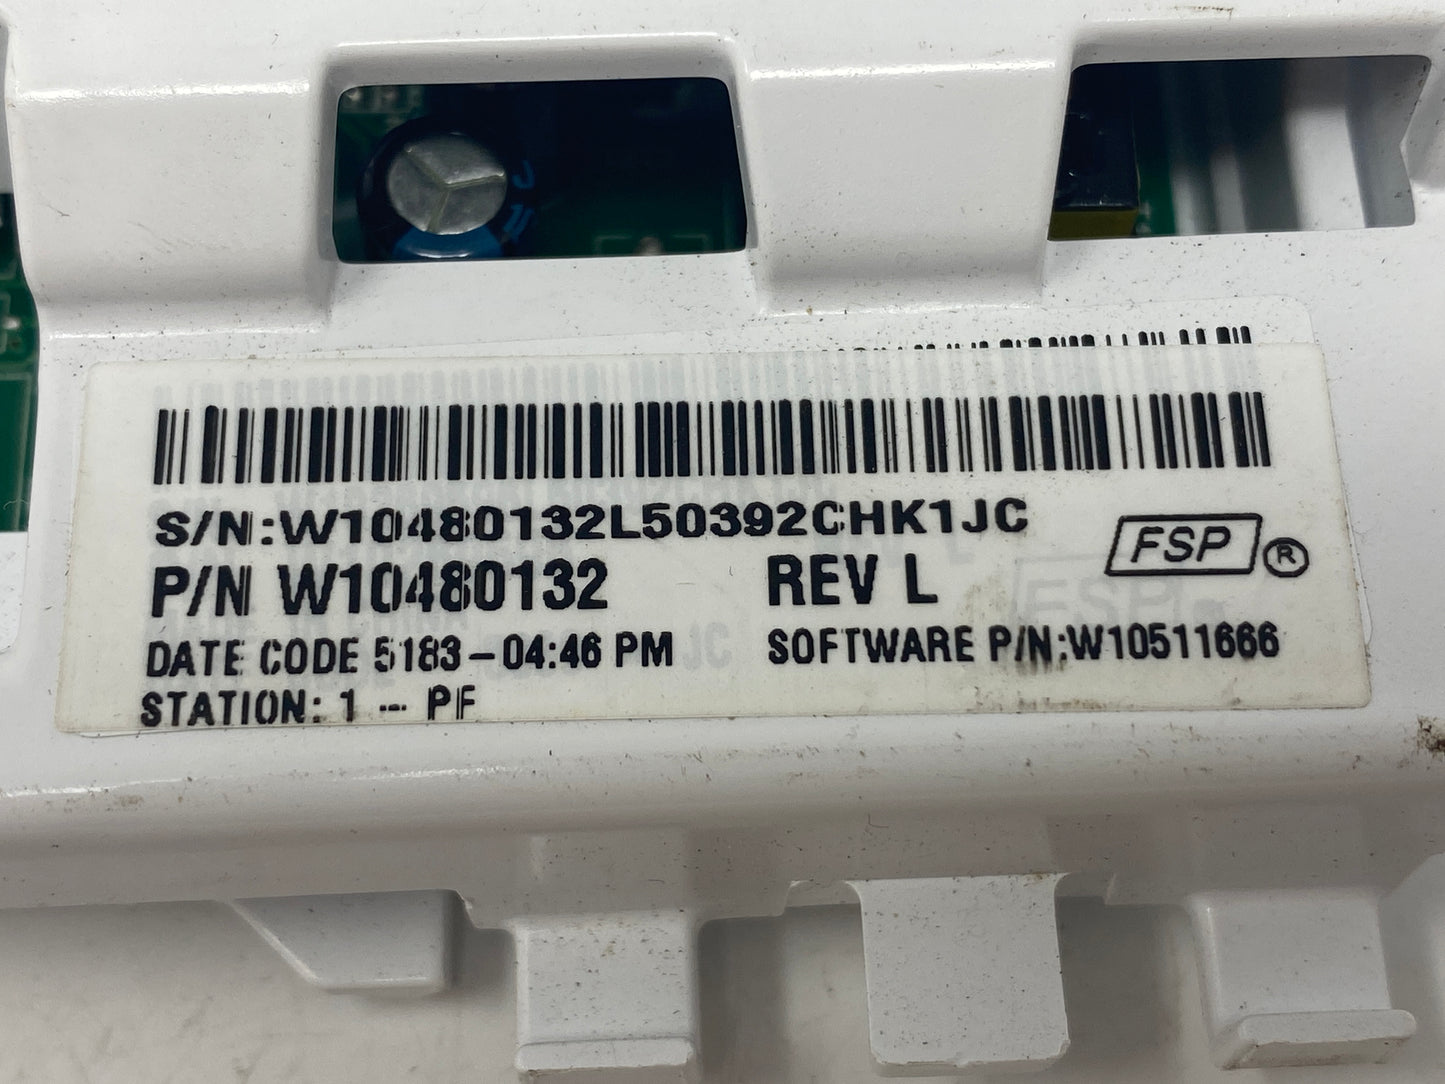 S/N:W10480132L50392CHK1JC
FSP ®
P/N W10480132 REV L
DATE CODE 5183-04:46 PM SOFTWARE P/N:W10511666
STATION: 1 -- PF